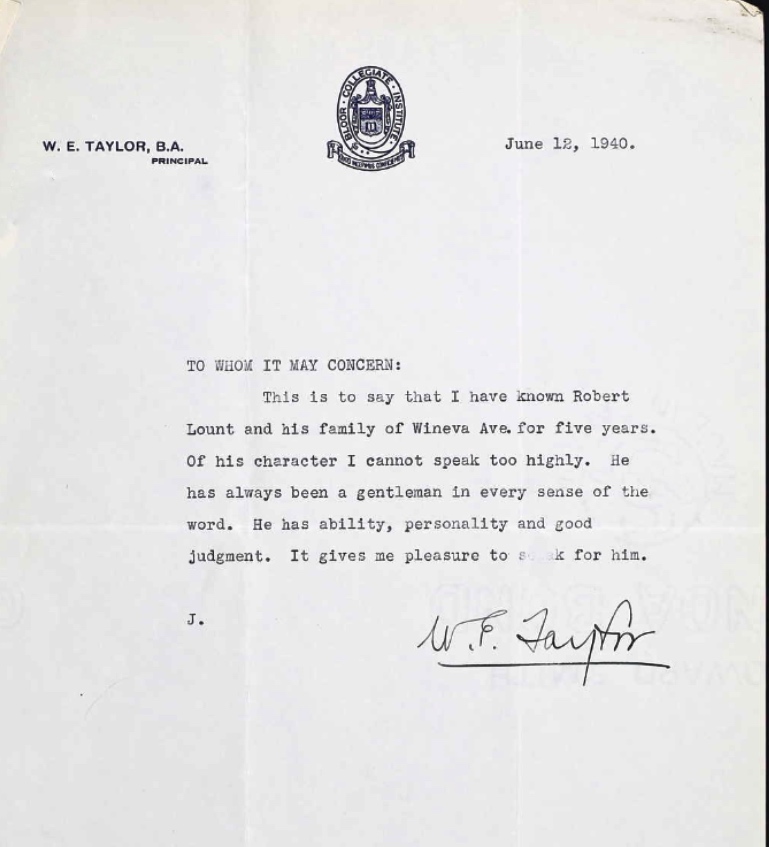 BLOOR · COLLEGIATE · INSTITUTE
W. E. TAYLOR, B.A.
PRINCIPAL
June 12, 1940.
TO WHOM IT MAY CONCERN:
This is to say that I have known Robert
Lount and his family of Wineva Ave. for five years.
Of his character I cannot speak too highly. He
has always been a gentleman in every sense of the
word. He has ability, personality and good
judgment. It gives me pleasure to for him.
J.
W. E. Taylor